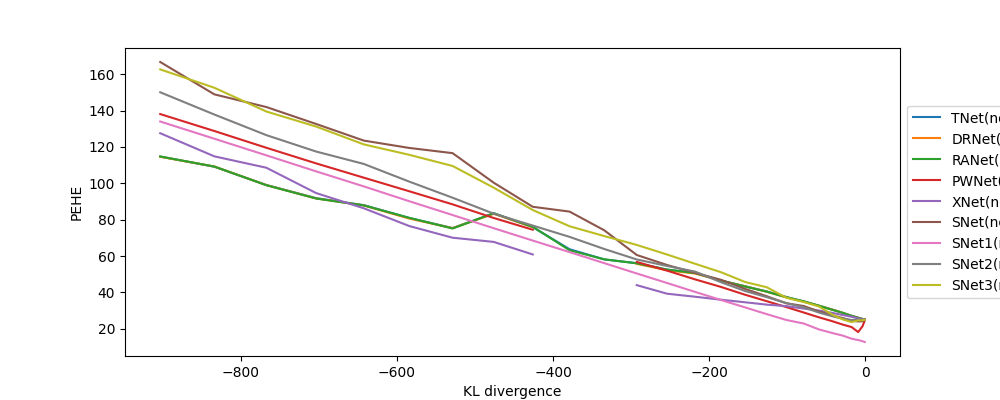 160
140
120
100
80
60
40
20
PEHE
−800 −600 −400 −200 0
KL divergence
TNet(n
DRNet(
RANet(
PWNet(
XNet(n
SNet(n
SNet1(
SNet2(
SNet3(